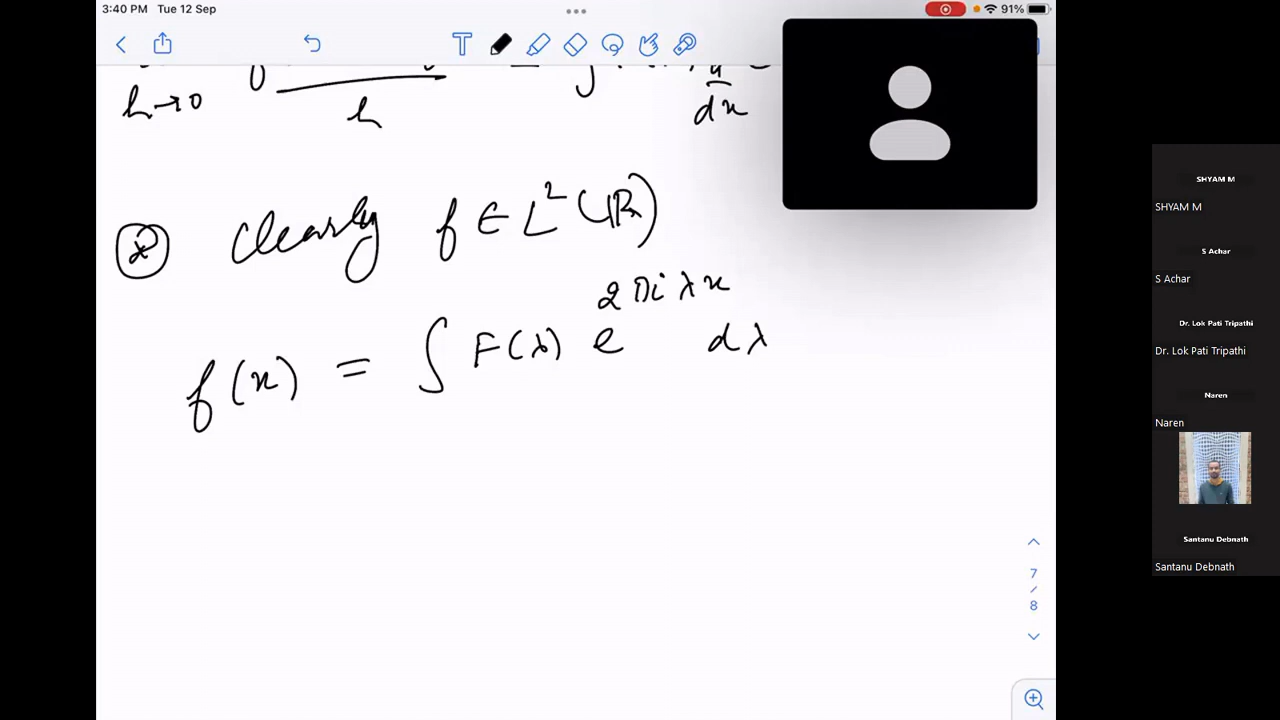 3:40 PM Tue 12 Sep
91%
h→0
h
dx
* Clearly f ∈ L²(ℝ)
f(x) = ∫ F(λ) e^{2πiλx} dλ
7
/
8
SHYAM M
SHYAM M
S Achar
S Achar
Dr. Lok Pati Tripathi
Dr. Lok Pati Tripathi
Naren
Naren
Santanu Debnath
Santanu Debnath